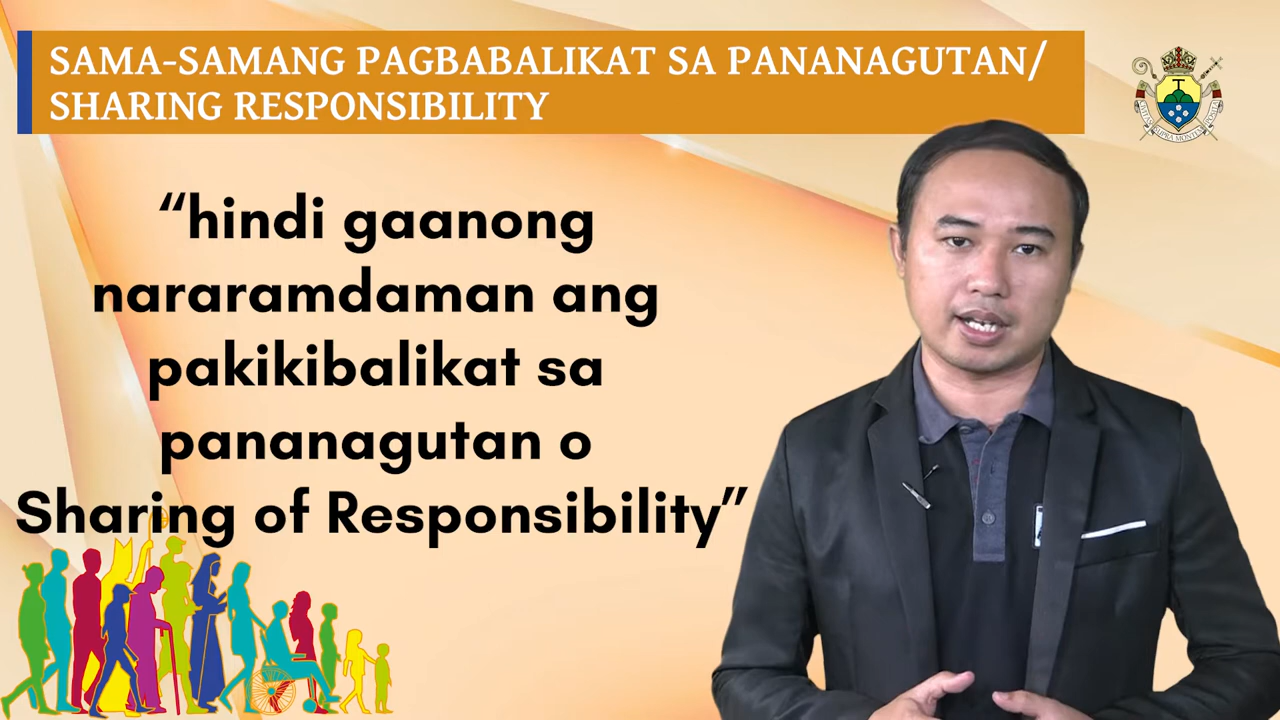 SAMA-SAMANG PAGBABALIKAT SA PANANAGUTAN/
SHARING RESPONSIBILITY
“hindi gaanong
nararamdaman ang
pakikibalikat sa
pananagutan o
Sharing of Responsibility”